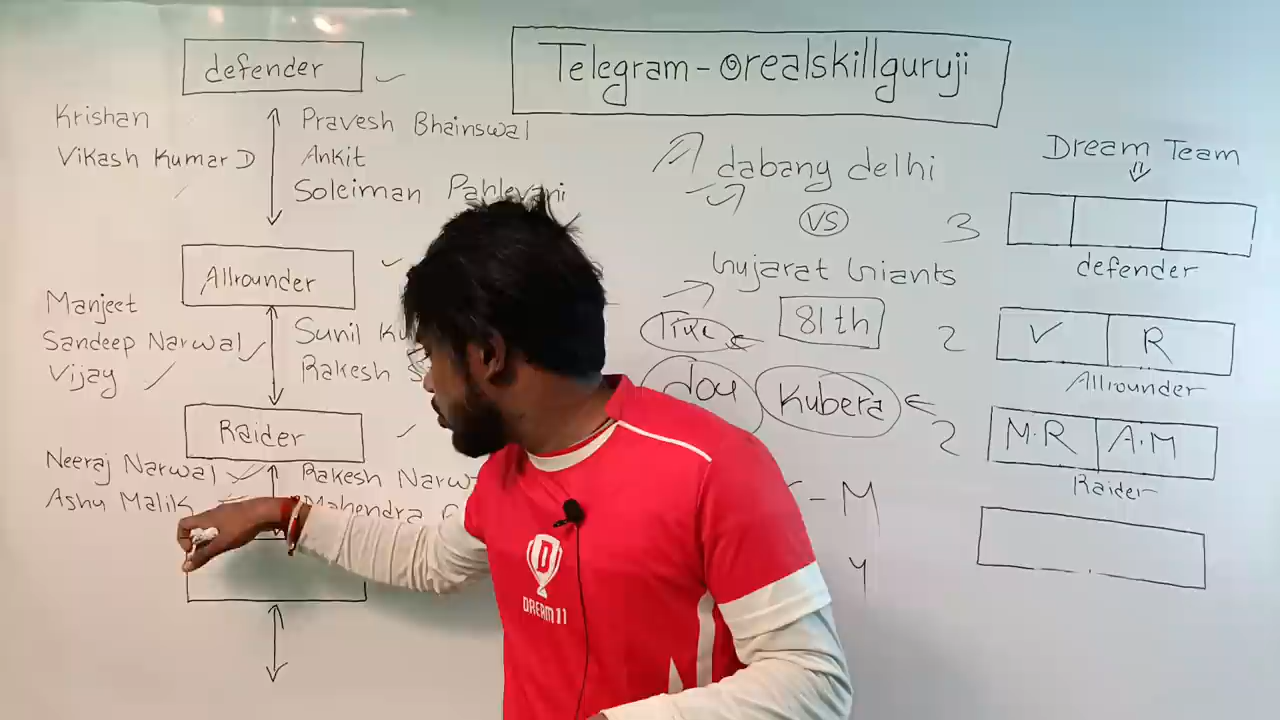 defender
Krishan
Vikash Kumar D
Pravesh Bhainswal
Ankit
Soleiman Pahlevani
Allrounder
Manjeet
Sandeep Narwal
Vijay
Sunil
Rakesh
Raider
Neeraj Narwal
Ashu Malik
Rakesh
Mahendra
Telegram - @realskillguruji
dabang delhi
VS
Gujarat Giants
81th
Kubera
M
Y
Dream Team
3
defender
2 V R
Allrounder
2 M.R A.M
Raider
DREAM11